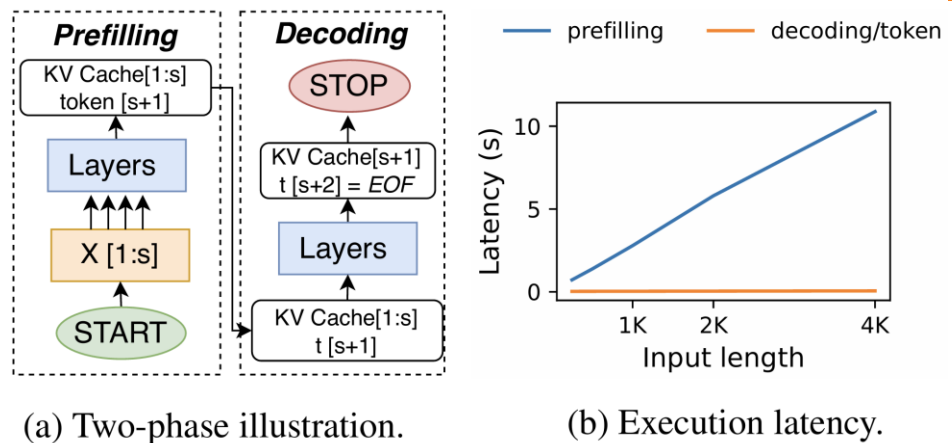 Prefilling
KV Cache[1:s]
token [s+1]
Layers
X [1:s]
START
Decoding
STOP
KV Cache[s+1]
t [s+2] = EOF
Layers
KV Cache[1:s]
t [s+1]
(a) Two-phase illustration.
prefilling
decoding/token
Latency (s)
10
5
0
1K
2K
4K
Input length
(b) Execution latency.